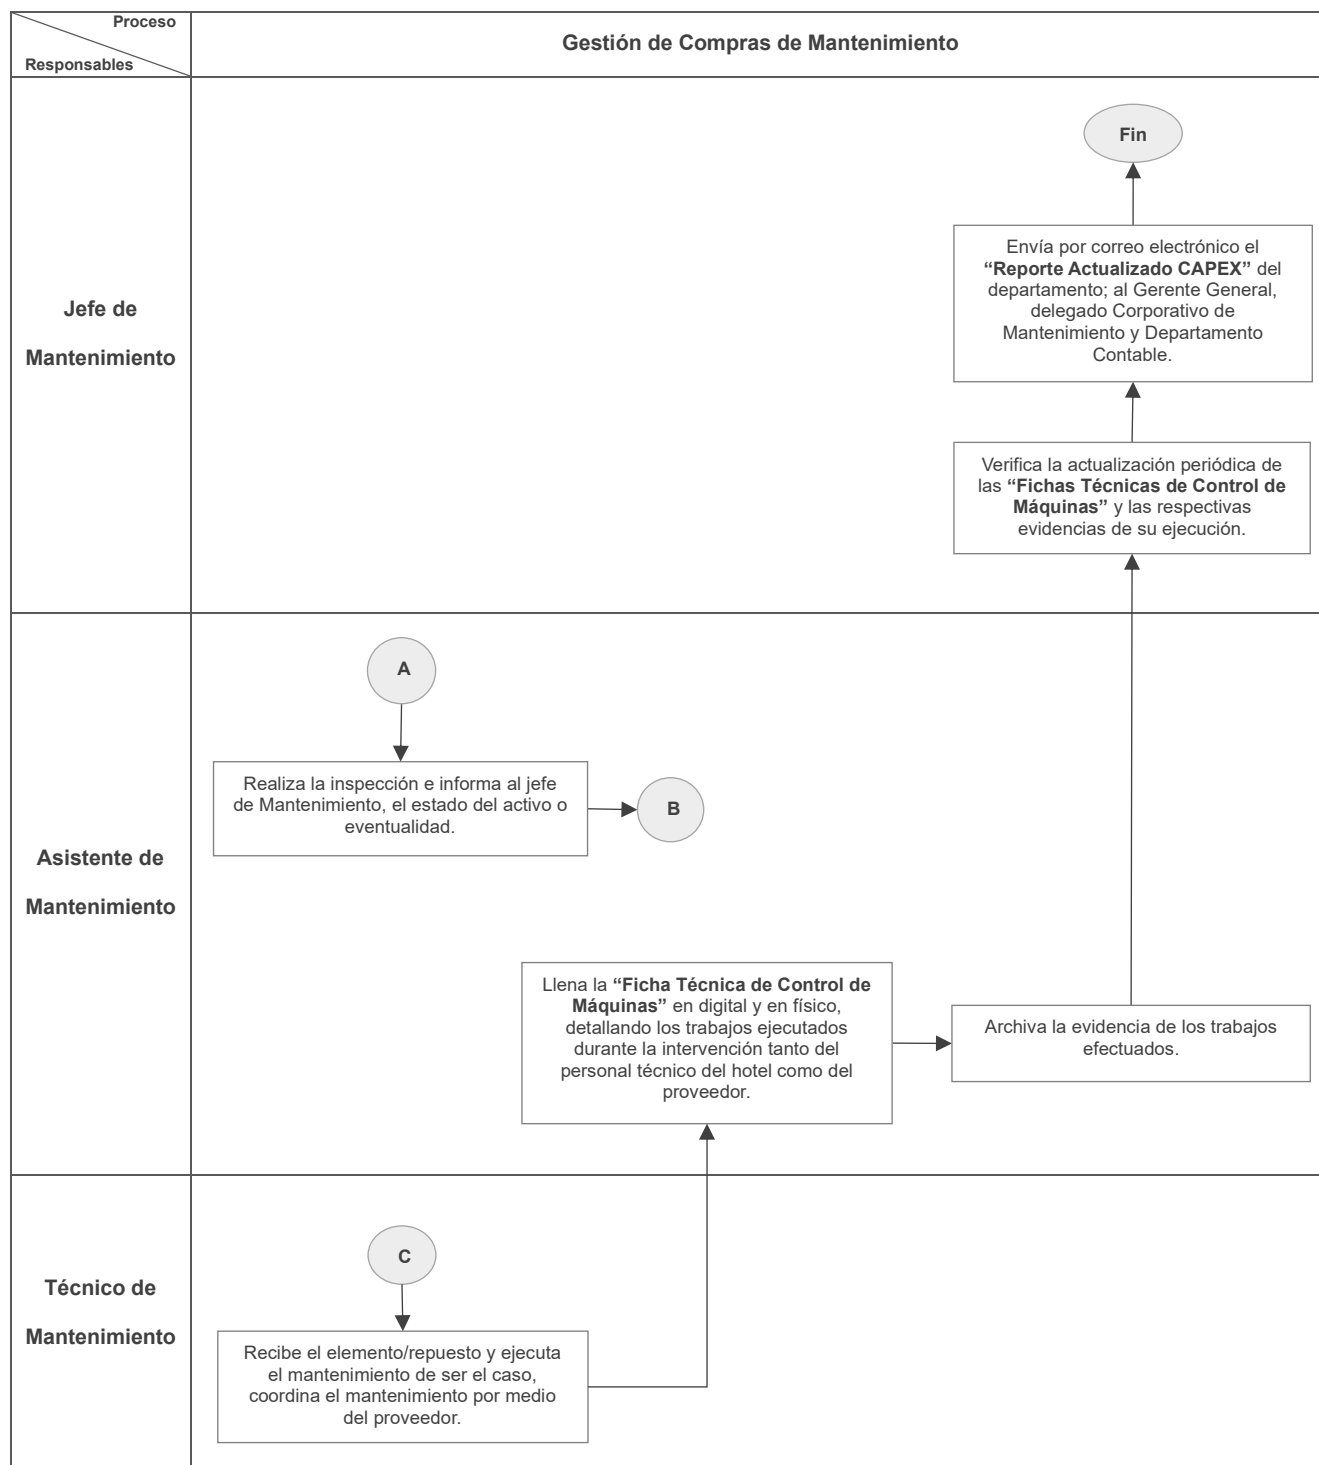 Proceso
Responsables
Gestión de Compras de Mantenimiento
Jefe de
Mantenimiento
Fin
Envía por correo electrónico el
“Reporte Actualizado CAPEX” del
departamento; al Gerente General,
delegado Corporativo de
Mantenimiento y Departamento
Contable.
Verifica la actualización periódica de
las “Fichas Técnicas de Control de
Máquinas” y las respectivas
evidencias de su ejecución.
Asistente de
Mantenimiento
A
Realiza la inspección e informa al jefe
de Mantenimiento, el estado del activo o
eventualidad.
B
Llena la “Ficha Técnica de Control de
Máquinas” en digital y en físico,
detallando los trabajos ejecutados
durante la intervención tanto del
personal técnico del hotel como del
proveedor.
Archiva la evidencia de los trabajos
efectuados.
Técnico de
Mantenimiento
C
Recibe el elemento/repuesto y ejecuta
el mantenimiento de ser el caso,
coordina el mantenimiento por medio
del proveedor.